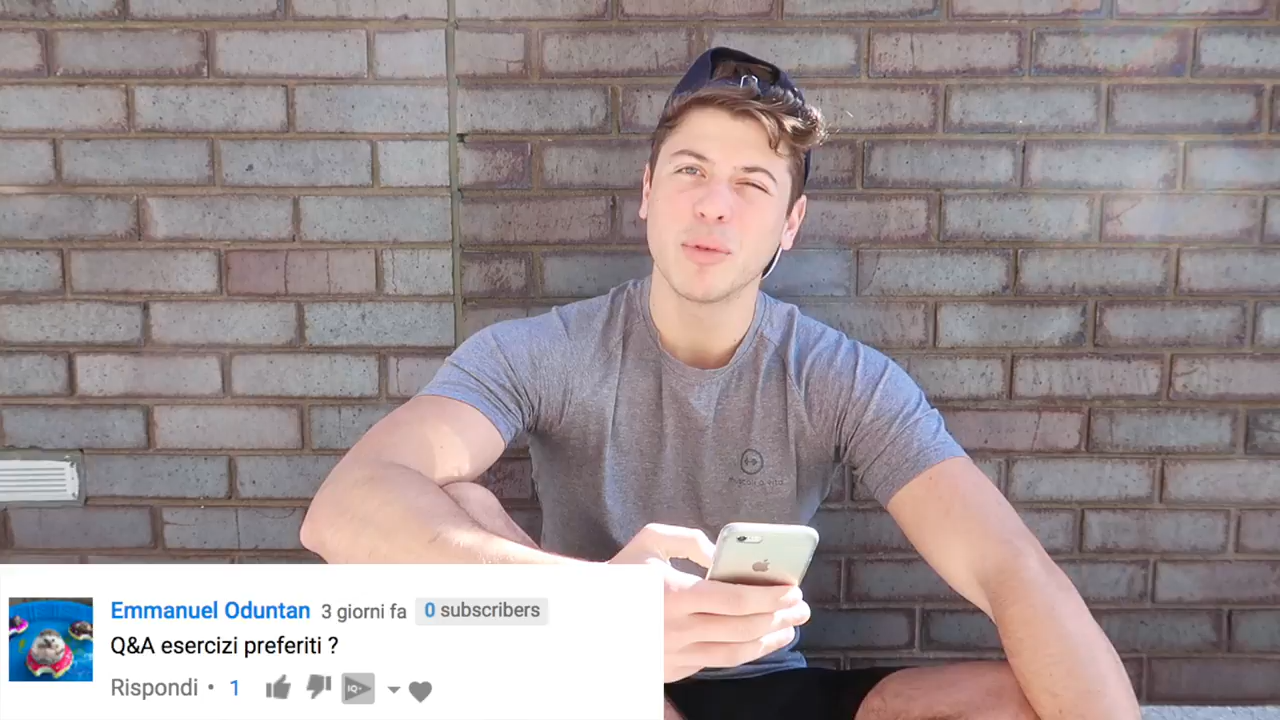 Emmanuel Oduntan 3 giorni fa 0 subscribers
Q&A esercizi preferiti ?
Rispondi • 1